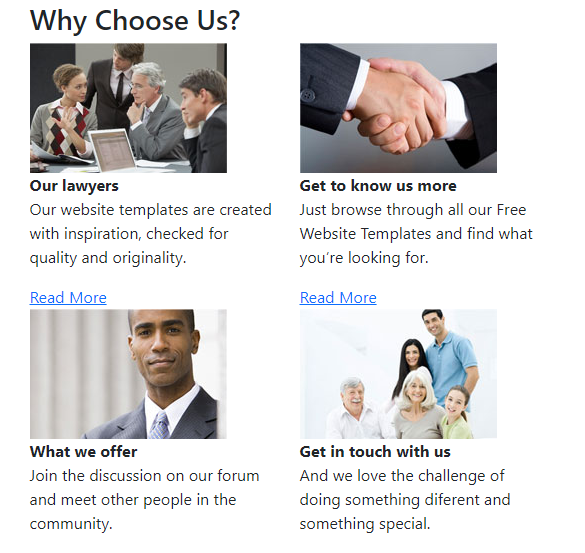 Why Choose Us?
Our lawyers
Our website templates are created
with inspiration, checked for
quality and originality.
Read More
Get to know us more
Just browse through all our Free
Website Templates and find what
you’re looking for.
Read More
What we offer
Join the discussion on our forum
and meet other people in the
community.
Get in touch with us
And we love the challenge of
doing something diferent and
something special.